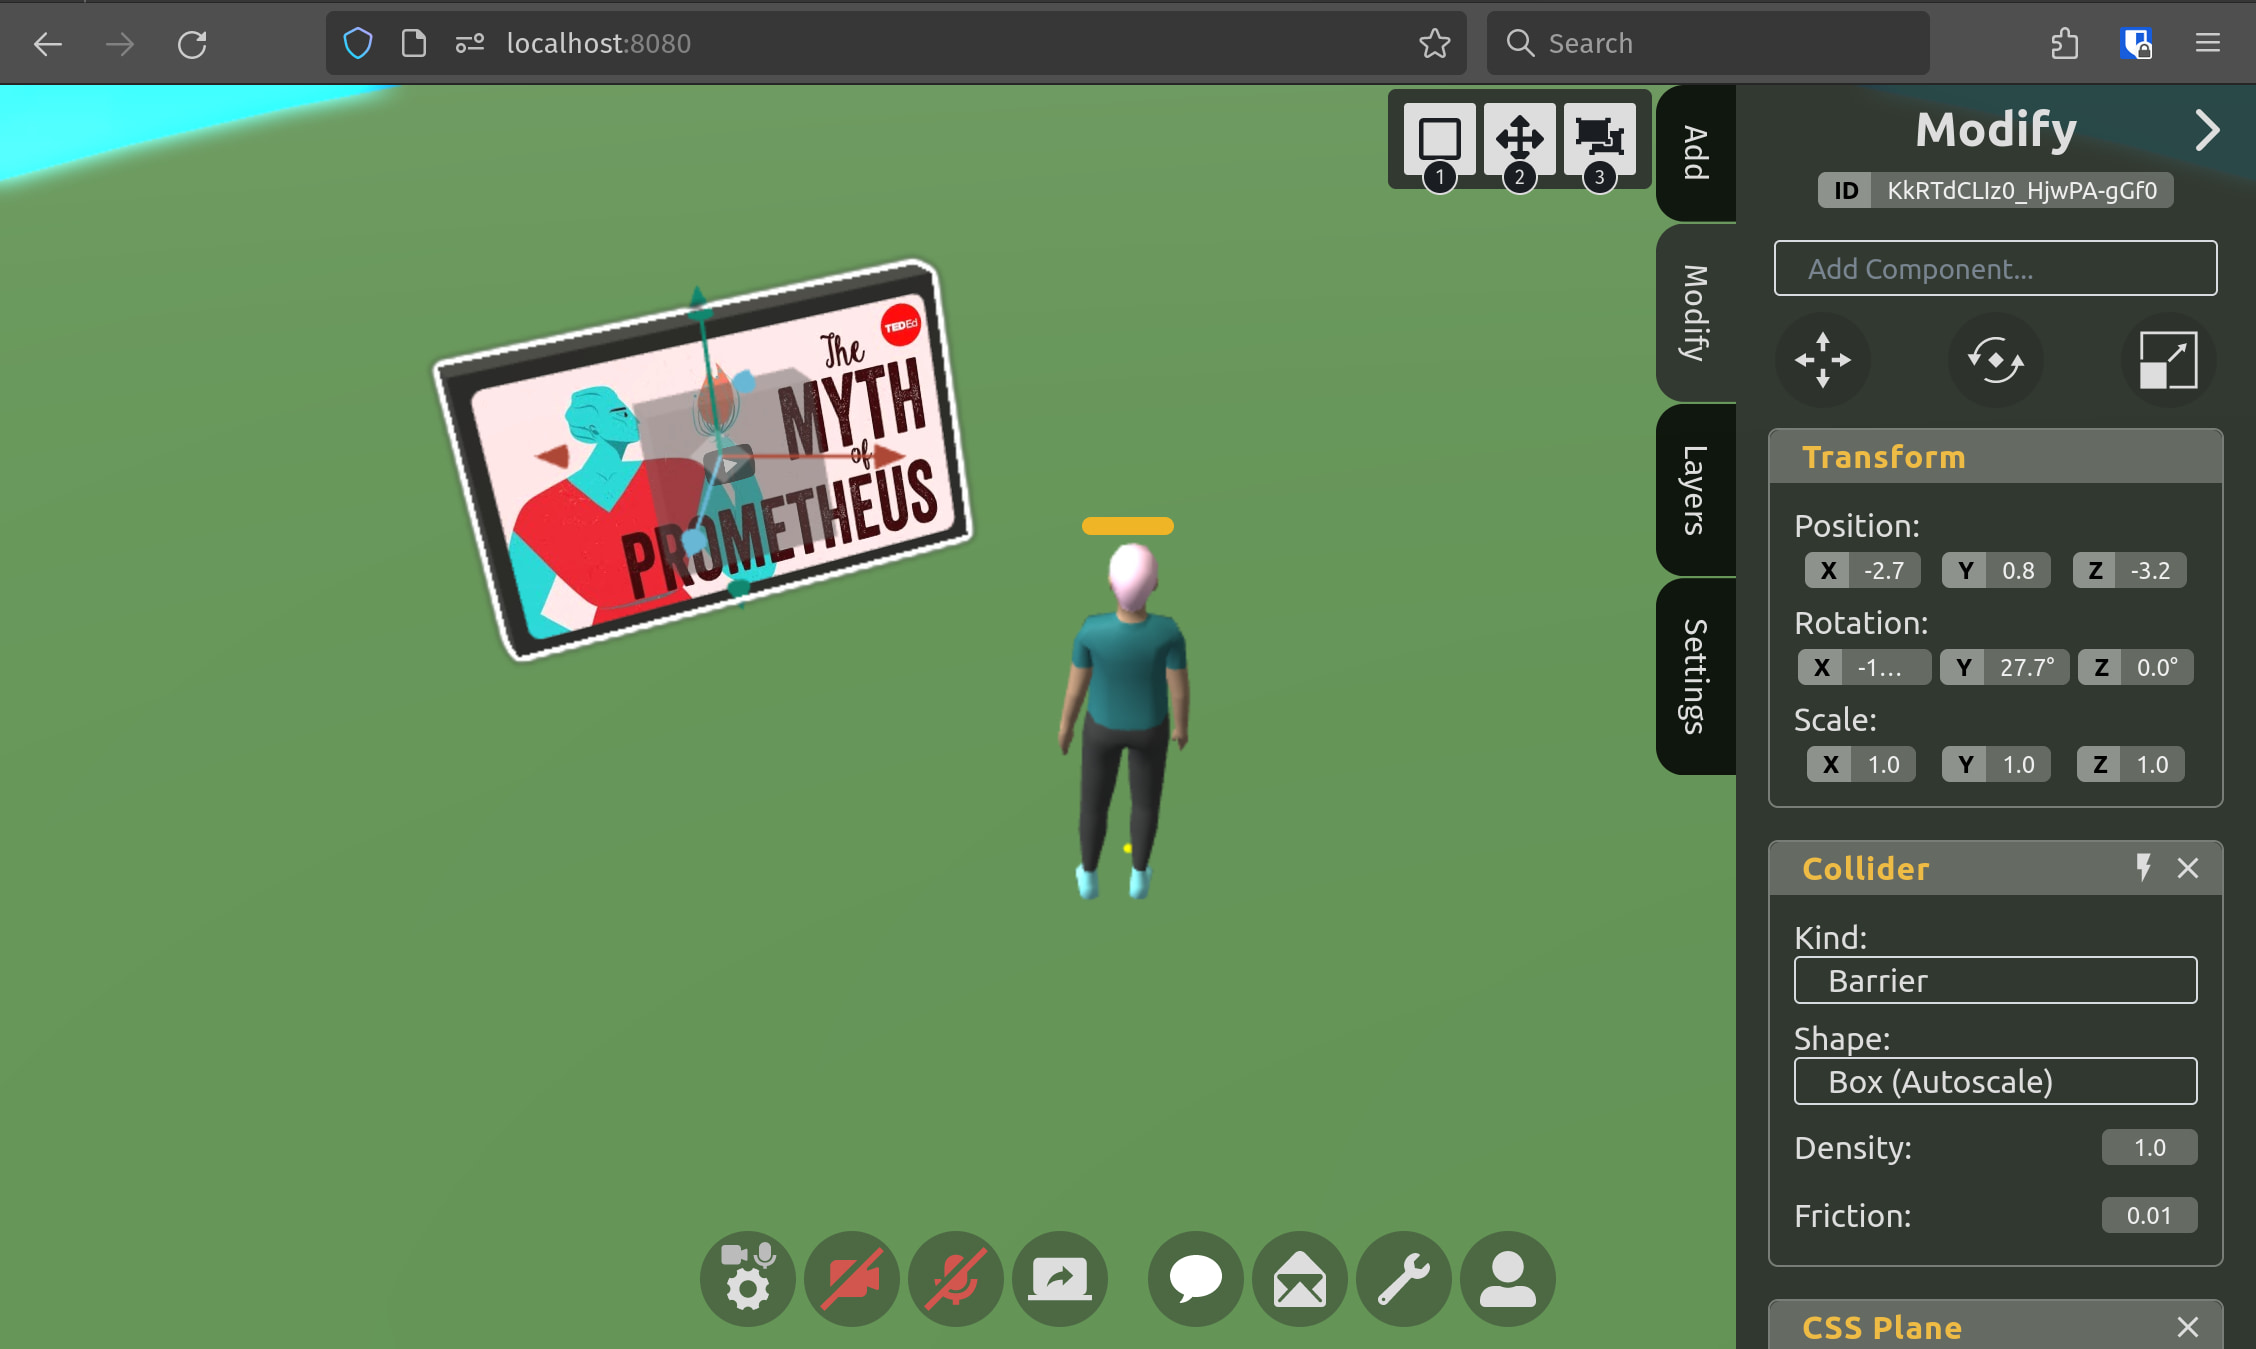 localhost:8080
Search
1
2
3
Add
Modify
Layers
Settings
TEDEd
The
MYTH
of
PROMETHEUS
Modify
ID KkRTdCLIz0_HjwPA-gGf0
Add Component...
Transform
Position:
X -2.7 Y 0.8 Z -3.2
Rotation:
X -1... Y 27.7° Z 0.0°
Scale:
X 1.0 Y 1.0 Z 1.0
Collider
Kind:
Barrier
Shape:
Box (Autoscale)
Density: 1.0
Friction: 0.01
CSS Plane